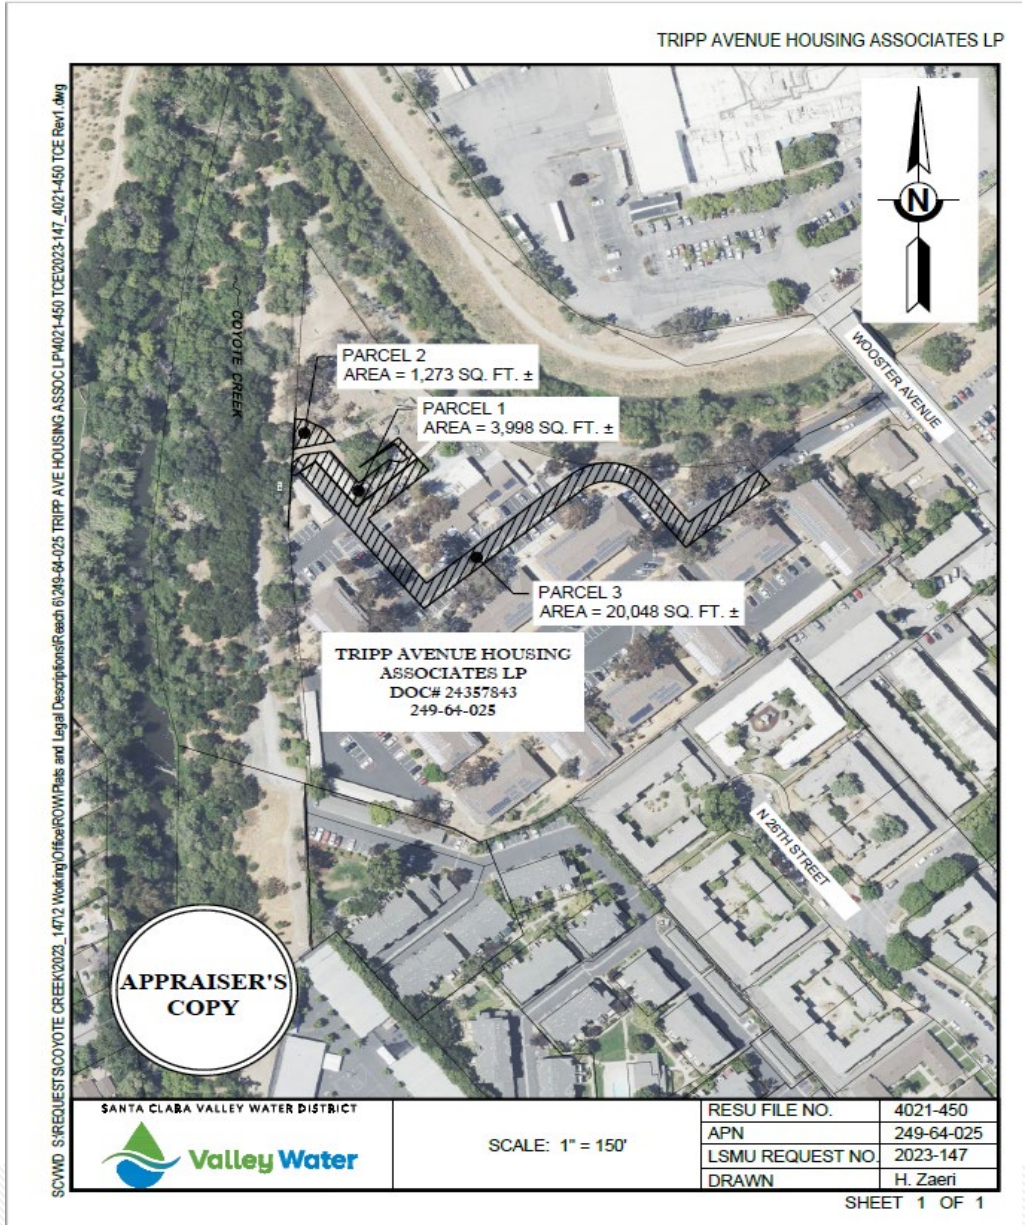 TRIPP AVENUE HOUSING ASSOCIATES LP
SCVWD S:\REQUESTS\COYOTE CREEK\2023_147\12 Working\Office\ROW\Plats and Legal Descriptions\Reach 6\249-64-025 TRIPP AVE HOUSING ASSOC LP\4021-450 TCE\2023-147_4021-450 TCE Rev1.dwg
N
WOOSTER AVENUE
COYOTE CREEK
PARCEL 2
AREA = 1,273 SQ. FT. ±
PARCEL 1
AREA = 3,998 SQ. FT. ±
PARCEL 3
AREA = 20,048 SQ. FT. ±
TRIPP AVENUE HOUSING
ASSOCIATES LP
DOC# 24357843
249-64-025
N 26TH STREET
APPRAISER'S
COPY
SANTA CLARA VALLEY WATER DISTRICT
Valley Water
SCALE: 1" = 150'
RESU FILE NO. 4021-450
APN 249-64-025
LSMU REQUEST NO. 2023-147
DRAWN H. Zaeri
SHEET 1 OF 1